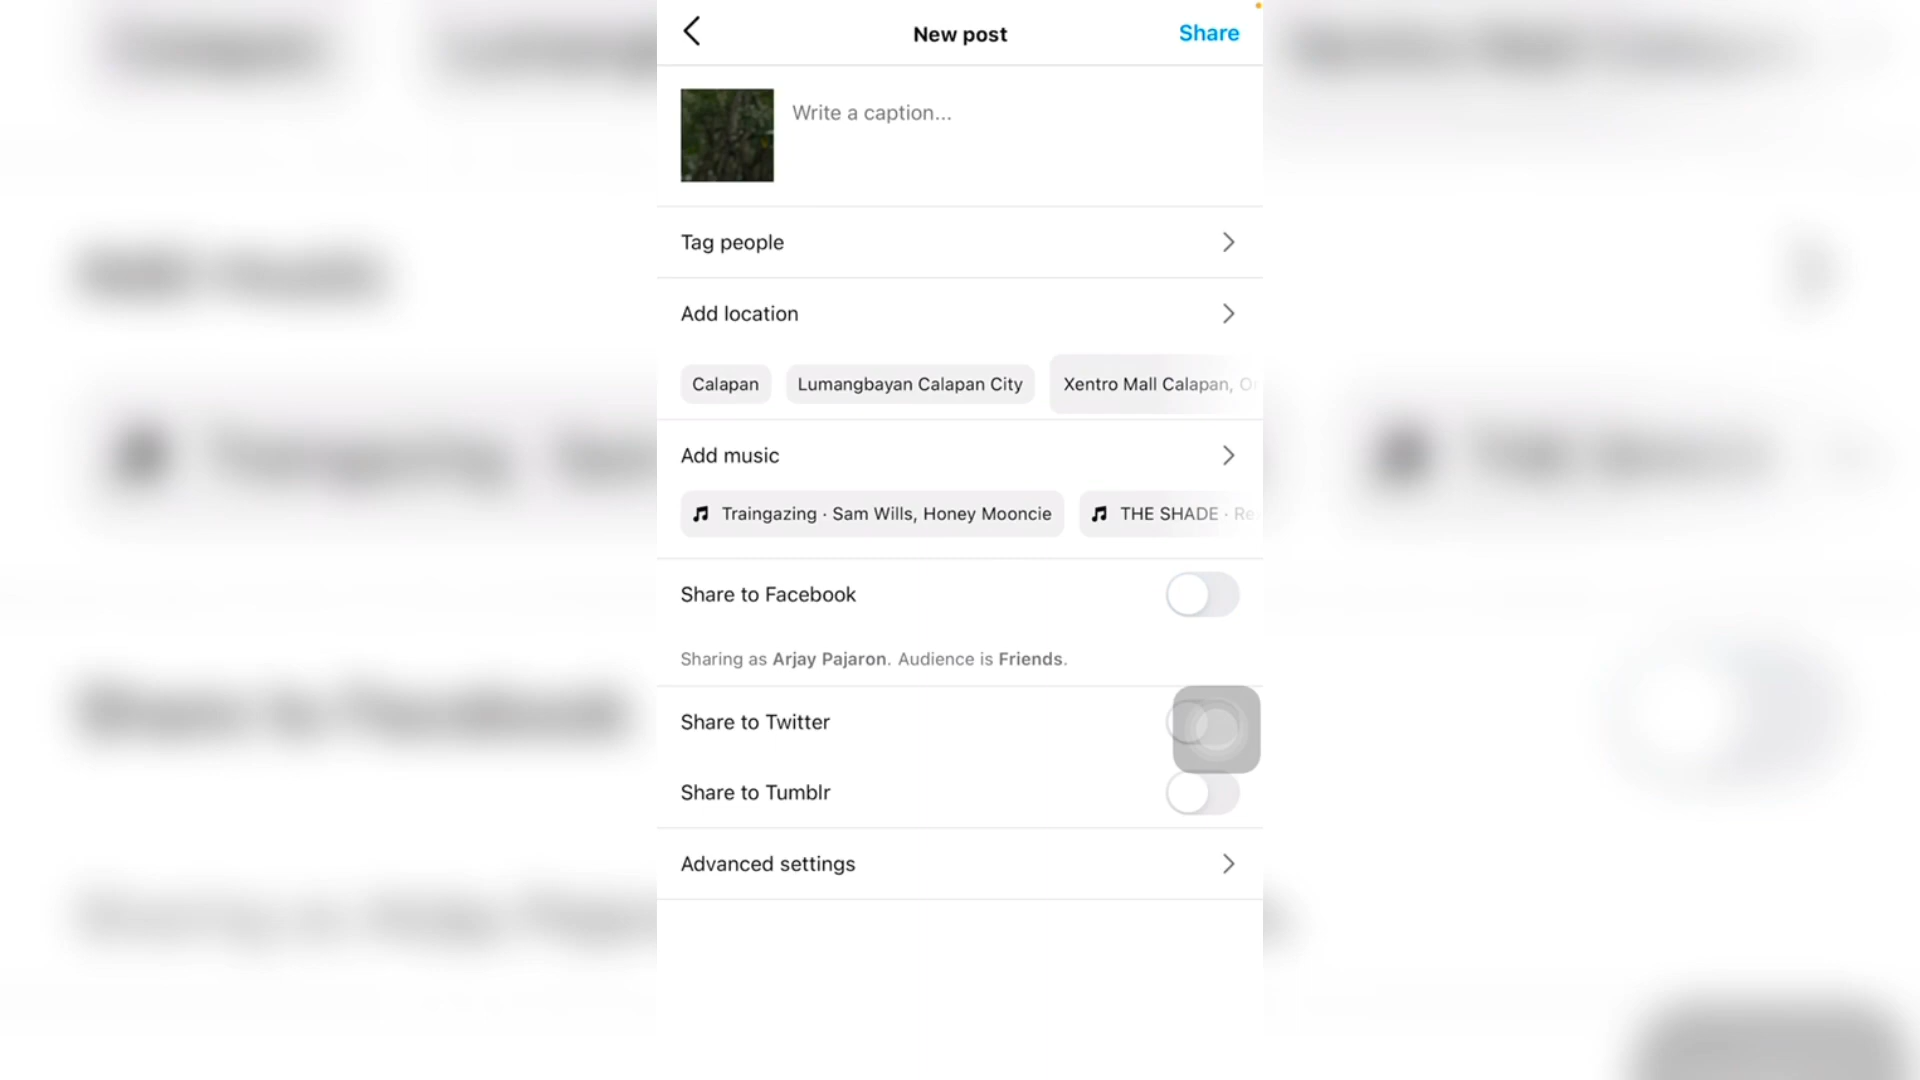 New post
Share
Write a caption...
Tag people
Add location
Calapan
Lumangbayan Calapan City
Xentro Mall Calapan,
Add music
Traingazing · Sam Wills, Honey Mooncie
THE SHADE ·
Share to Facebook
Sharing as Arjay Pajaron. Audience is Friends.
Share to Twitter
Share to Tumblr
Advanced settings